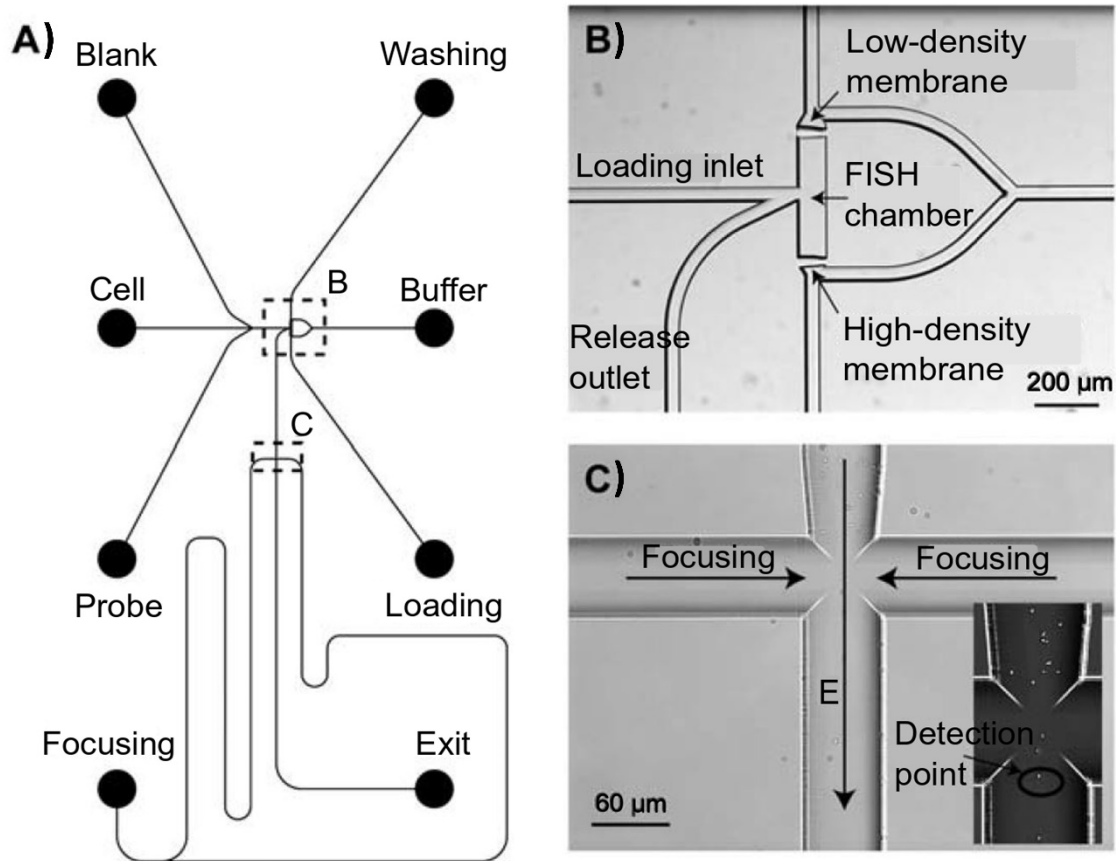 A)
Blank
Washing
Cell
B
Buffer
C
Probe
Loading
Focusing
Exit
B)
Low-density
membrane
Loading inlet
FISH
chamber
Release
outlet
High-density
membrane
200 µm
C)
Focusing
Focusing
E
Detection
point
60 µm